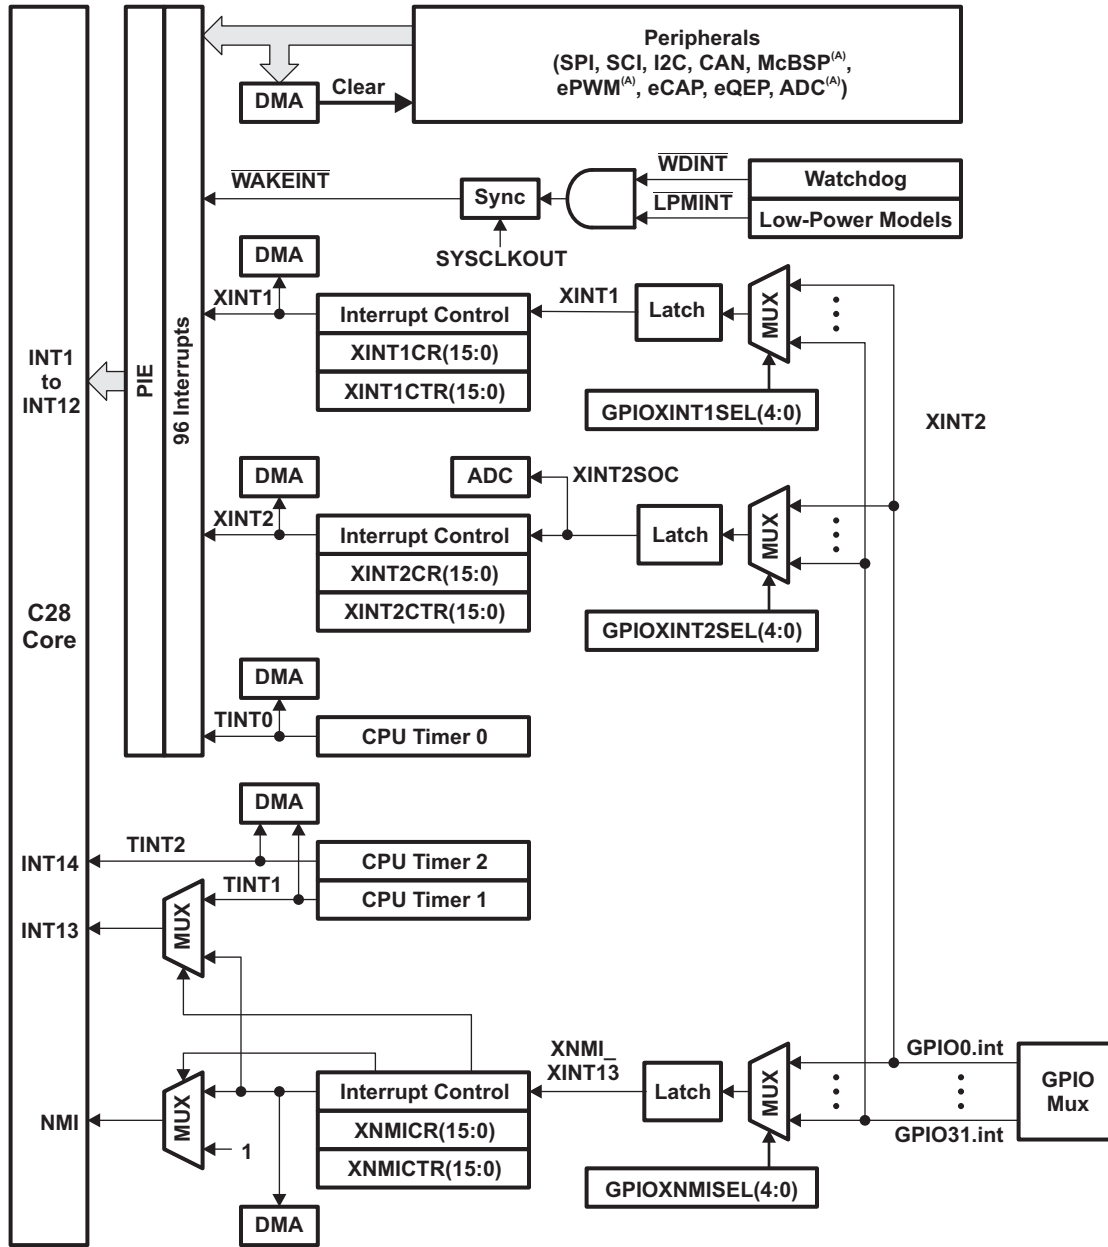 Peripherals
(SPI, SCI, I2C, CAN, McBSP(A),
ePWM(A), eCAP, eQEP, ADC(A))
DMA
Clear
WAKEINT
Sync
SYSCLKOUT
WDINT
LPMINT
Watchdog
Low-Power Models
DMA
XINT1
Interrupt Control
XINT1CR(15:0)
XINT1CTR(15:0)
XINT1
Latch
MUX
GPIOXINT1SEL(4:0)
INT1
to
INT12
PIE
96 Interrupts
XINT2
DMA
XINT2
Interrupt Control
XINT2CR(15:0)
XINT2CTR(15:0)
ADC
XINT2SOC
Latch
MUX
GPIOXINT2SEL(4:0)
C28
Core
DMA
TINT0
CPU Timer 0
DMA
INT14
TINT2
CPU Timer 2
TINT1
CPU Timer 1
INT13
MUX
NMI
MUX
1
Interrupt Control
XNMICR(15:0)
XNMICTR(15:0)
DMA
XNMI_
XINT13
Latch
MUX
GPIOXNMISEL(4:0)
GPIO0.int
GPIO31.int
GPIO
Mux